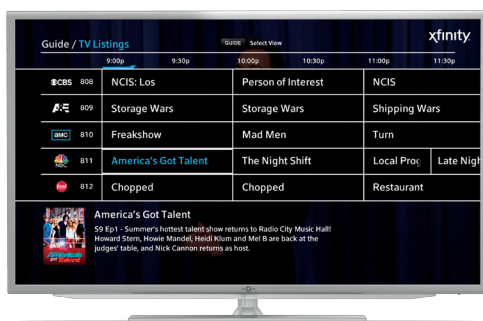 xfinity
Guide / TV Listings
GUIDE Select View
9:00p 9:30p 10:00p 10:30p 11:00p 11:30p
CBS 808 NCIS: Los Person of Interest NCIS
A&E 809 Storage Wars Storage Wars Shipping Wars
amc 810 Freakshow Mad Men Turn
NBC 811 America's Got Talent The Night Shift Local Prog Late Nigh
food 812 Chopped Chopped Restaurant
America's Got Talent
S9 Ep1 - Summer's hottest talent show returns to Radio City Music Hall!
Howard Stern, Howie Mandel, Heidi Klum and Mel B are back at the
judges' table, and Nick Cannon returns as host.
America's
got Talent